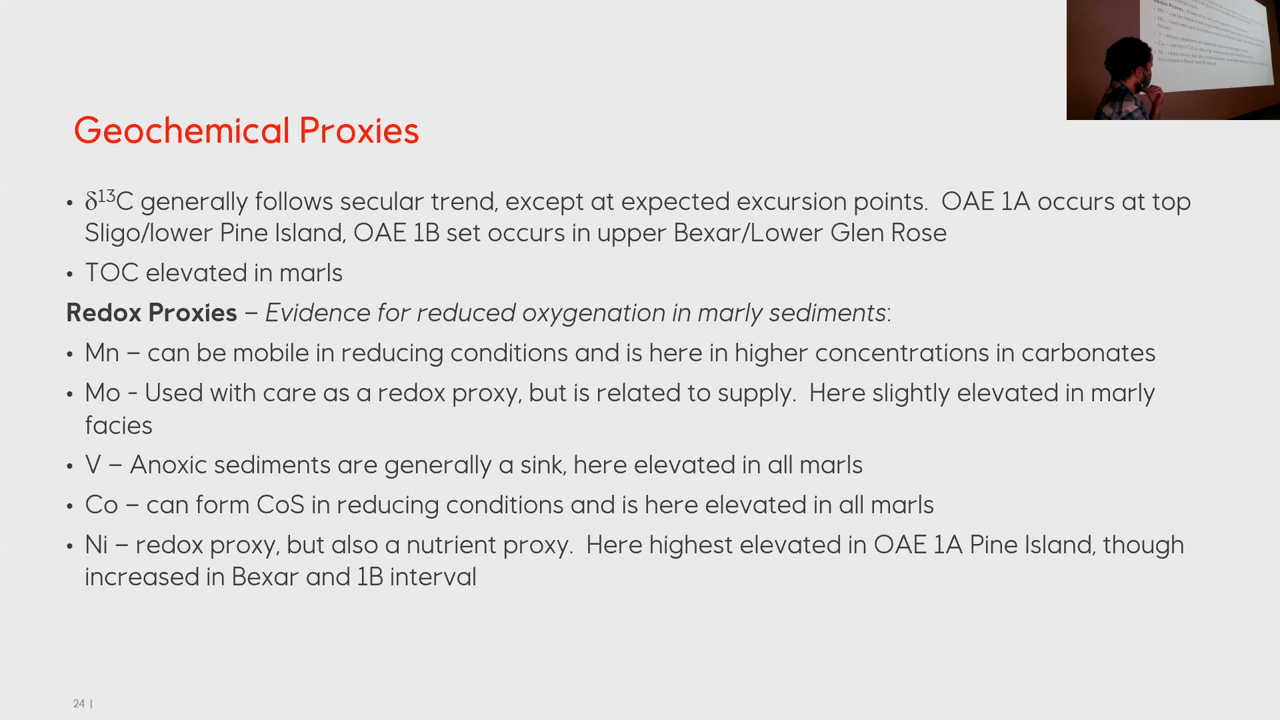 Geochemical Proxies
• δ¹³C generally follows secular trend, except at expected excursion points.  OAE 1A occurs at top
Sligo/lower Pine Island, OAE 1B set occurs in upper Bexar/Lower Glen Rose
• TOC elevated in marls
Redox Proxies – Evidence for reduced oxygenation in marly sediments:
• Mn – can be mobile in reducing conditions and is here in higher concentrations in carbonates
• Mo - Used with care as a redox proxy, but is related to supply.  Here slightly elevated in marly
facies
• V – Anoxic sediments are generally a sink, here elevated in all marls
• Co – can form CoS in reducing conditions and is here elevated in all marls
• Ni – redox proxy, but also a nutrient proxy.  Here highest elevated in OAE 1A Pine Island, though
increased in Bexar and 1B interval
24 |